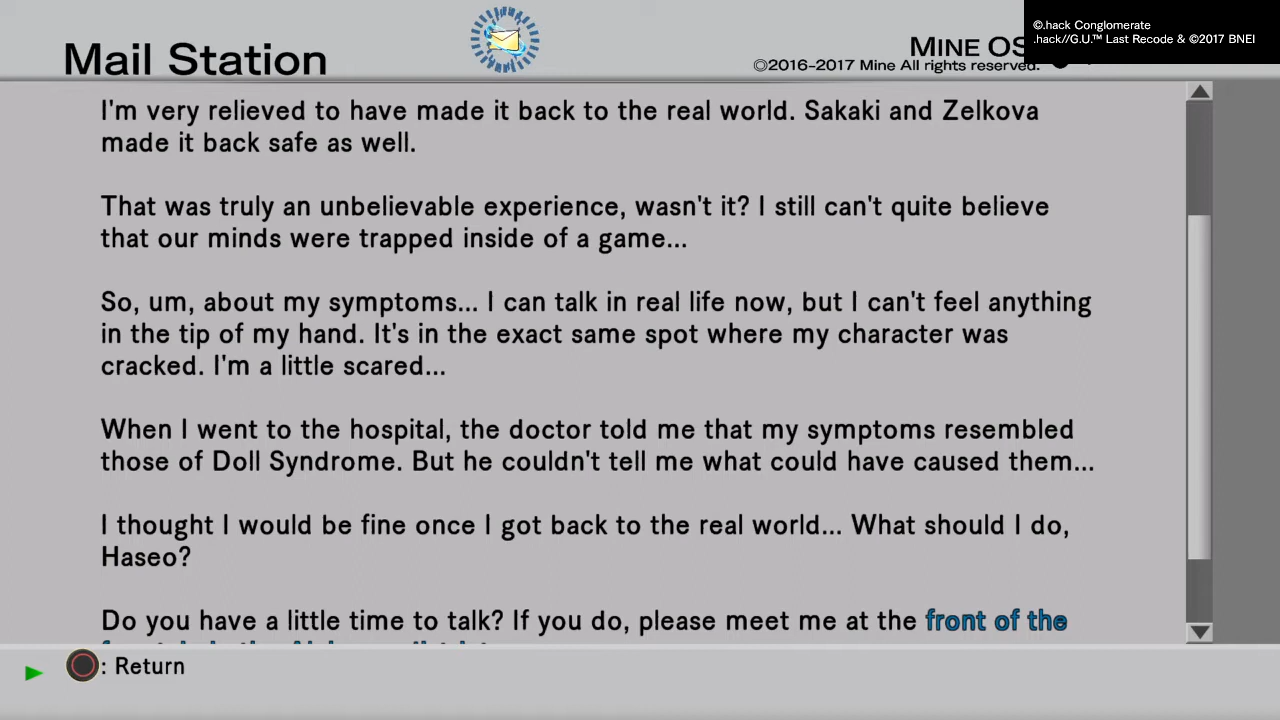 ©.hack Conglomerate
.hack//G.U.™ Last Recode & ©2017 BNEI
Mail Station
MINE OS
©2016-2017 Mine All rights reserved.
I'm very relieved to have made it back to the real world. Sakaki and Zelkova
made it back safe as well.
That was truly an unbelievable experience, wasn't it? I still can't quite believe
that our minds were trapped inside of a game...
So, um, about my symptoms... I can talk in real life now, but I can't feel anything
in the tip of my hand. It's in the exact same spot where my character was
cracked. I'm a little scared...
When I went to the hospital, the doctor told me that my symptoms resembled
those of Doll Syndrome. But he couldn't tell me what could have caused them...
I thought I would be fine once I got back to the real world... What should I do,
Haseo?
Do you have a little time to talk? If you do, please meet me at the front of the
: Return